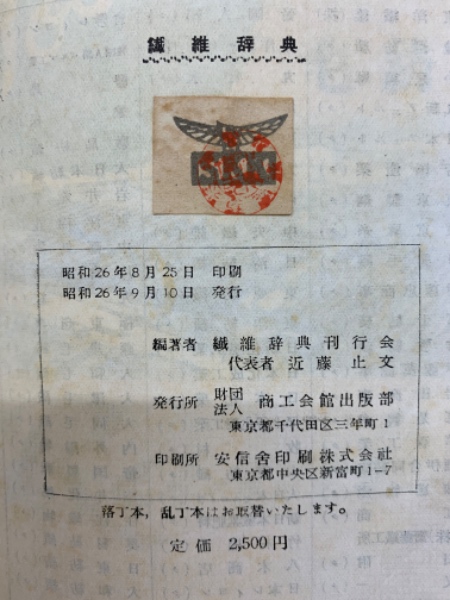 繊維辞典
昭和26年8月25日 印刷
昭和26年9月10日 発行
編著者 繊維辞典刊行会
代表者 近藤止文
発行所 財団法人 商工会館出版部
東京都千代田区三年町1
印刷所 安信舎印刷株式会社
東京都中央区新富町1-7
落丁本，乱丁本はお取替いたします。
定価 2,500円